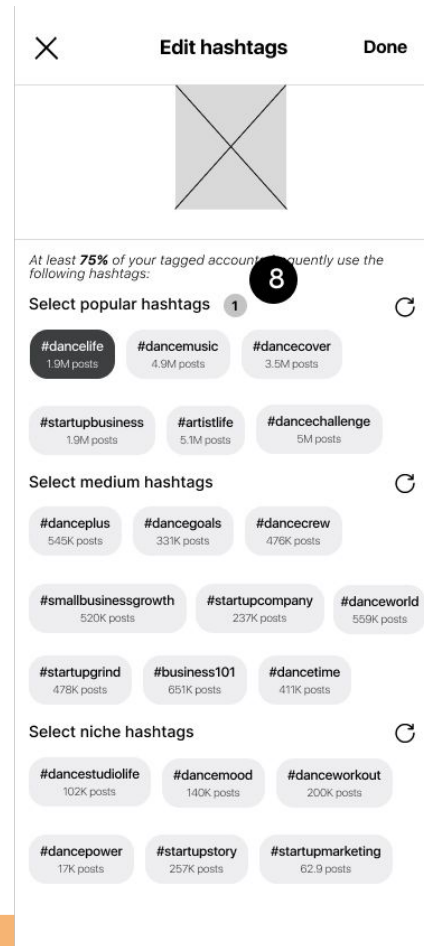 Edit hashtags Done
At least 75% of your tagged account quently use the
following hashtags:
8
Select popular hashtags 1
#dancelife #dancemusic #dancecover
1.9M posts 4.9M posts 3.5M posts
#startupbusiness #artistlife #dancechallenge
1.9M posts 5.1M posts 5M posts
Select medium hashtags
#danceplus #dancegoals #dancecrew
545K posts 331K posts 476K posts
#smallbusinessgrowth #startupcompany #danceworld
520K posts 237K posts 559K posts
#startupgrind #business101 #dancetime
478K posts 651K posts 411K posts
Select niche hashtags
#dancestudiolife #dancemood #danceworkout
102K posts 140K posts 200K posts
#dancepower #startupstory #startupmarketing
17K posts 257K posts 62.9 posts